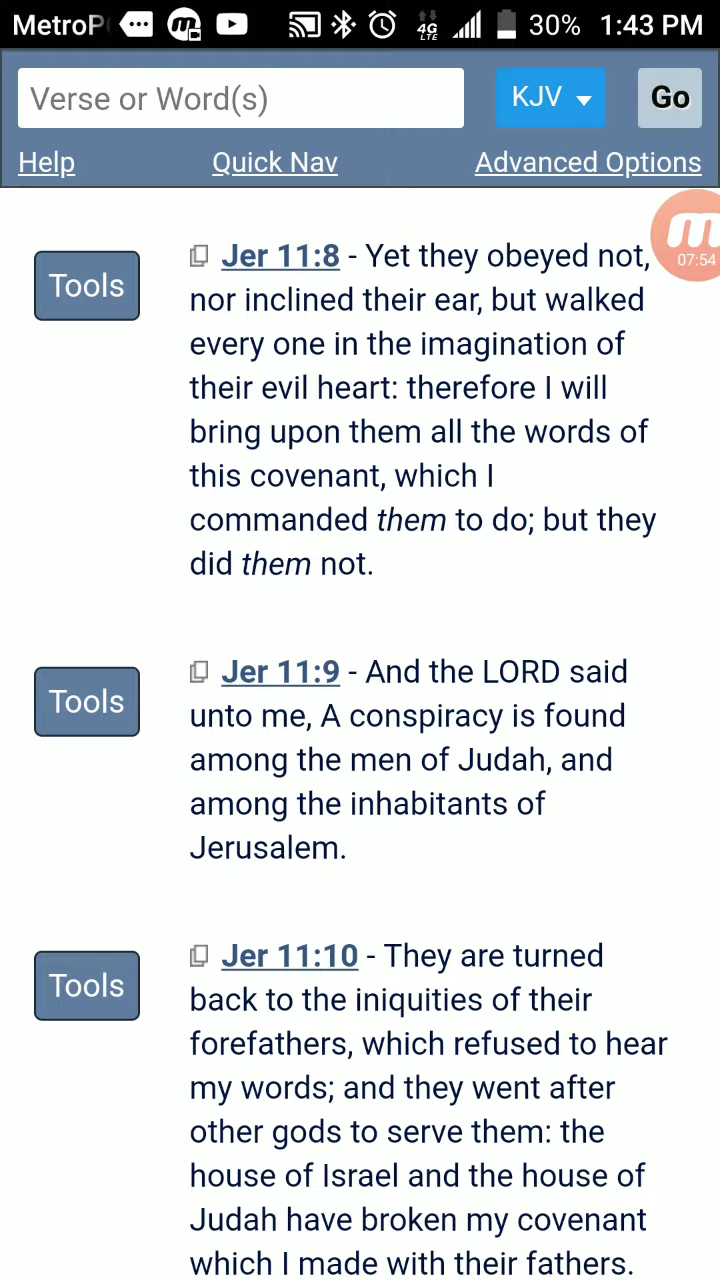 MetroP
4G
LTE
30% 1:43 PM
Verse or Word(s)
KJV
Go
Help Quick Nav Advanced Options
m
07:54
Tools
Jer 11:8 - Yet they obeyed not,
nor inclined their ear, but walked
every one in the imagination of
their evil heart: therefore I will
bring upon them all the words of
this covenant, which I
commanded them to do; but they
did them not.
Tools
Jer 11:9 - And the LORD said
unto me, A conspiracy is found
among the men of Judah, and
among the inhabitants of
Jerusalem.
Tools
Jer 11:10 - They are turned
back to the iniquities of their
forefathers, which refused to hear
my words; and they went after
other gods to serve them: the
house of Israel and the house of
Judah have broken my covenant
which I made with their fathers.